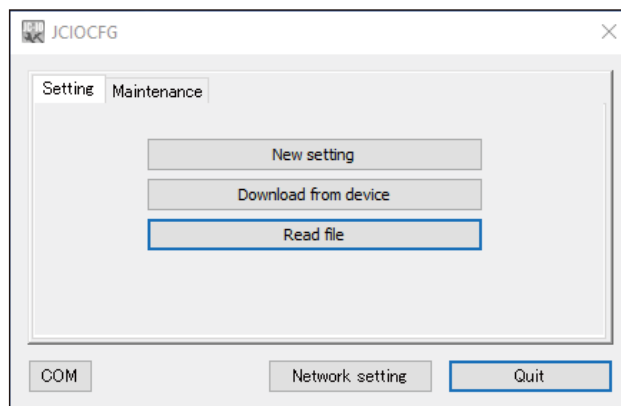 JCIOCFG
Setting Maintenance
New setting
Download from device
Read file
COM Network setting Quit